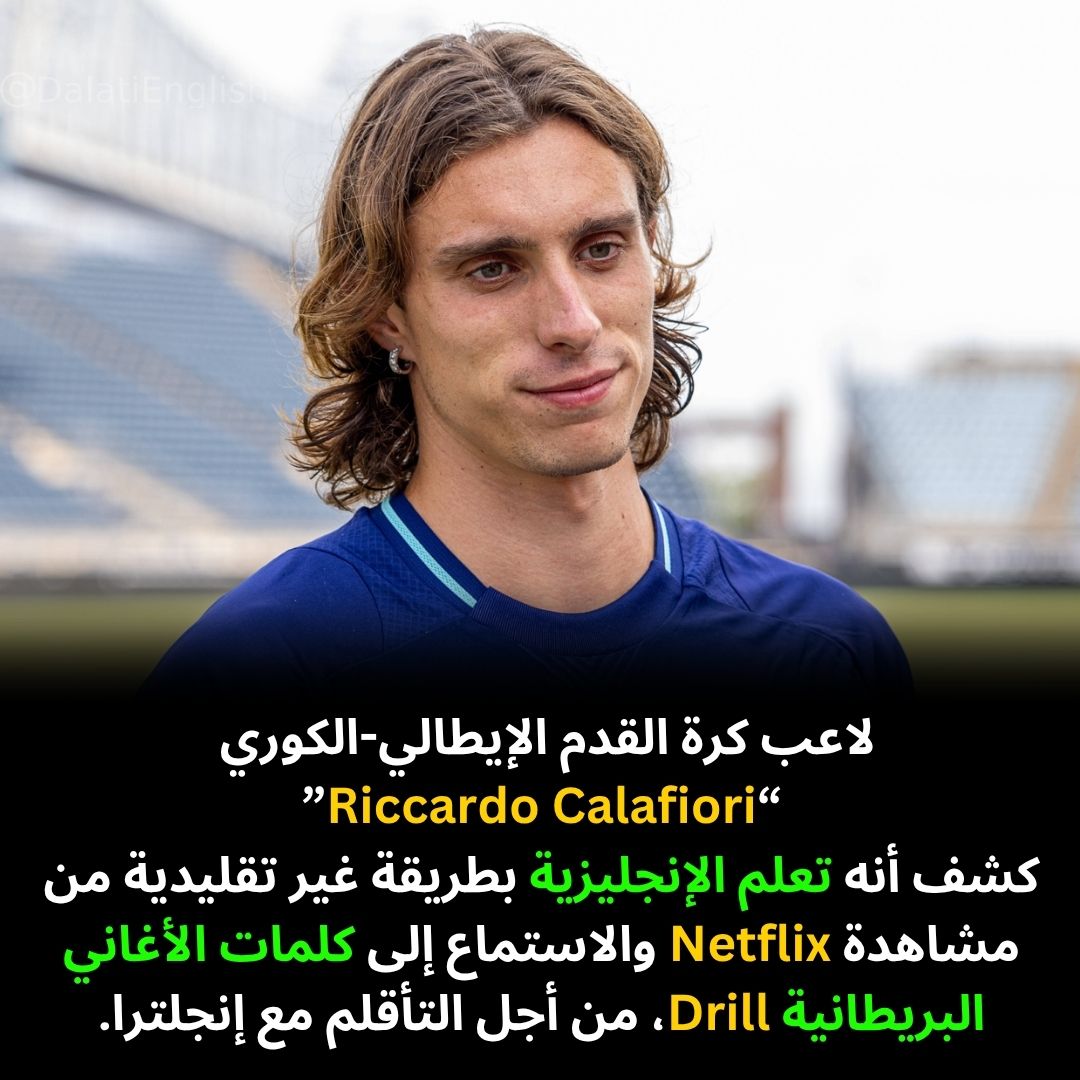 @DalatiEnglish
لاعب كرة القدم الإيطالي-الكوري
“Riccardo Calafiori”
كشف أنه تعلم الإنجليزية بطريقة غير تقليدية من
مشاهدة Netflix والاستماع إلى كلمات الأغاني
البريطانية Drill، من أجل التأقلم مع إنجلترا.